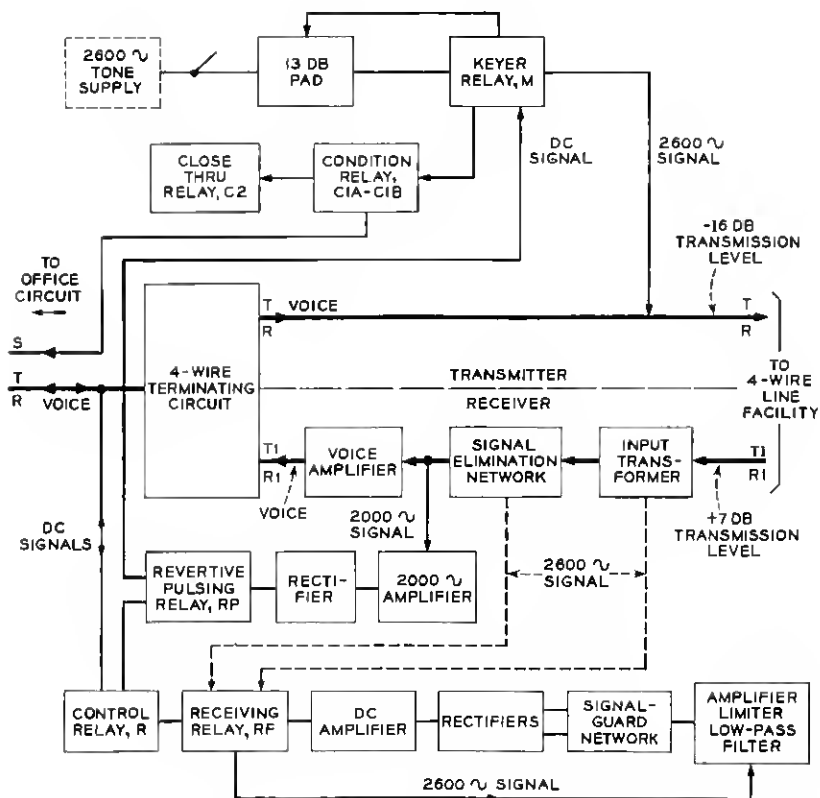 2600 ∿
TONE
SUPPLY
13 DB
PAD
KEYER
RELAY, M
DC
SIGNAL
2600 ∿
SIGNAL
CLOSE
THRU
RELAY, C2
CONDITION
RELAY,
C1A-C1B
-16 DB
TRANSMISSION
LEVEL
TO
OFFICE
CIRCUIT
S
T
R
VOICE
4-WIRE
TERMINATING
CIRCUIT
T
R
VOICE
T
R
TRANSMITTER
RECEIVER
TO
4-WIRE
LINE
FACILITY
T1
R1
VOICE
VOICE
AMPLIFIER
SIGNAL
ELIMINATION
NETWORK
INPUT
TRANS-
FORMER
T1
R1
+7 DB
TRANSMISSION
LEVEL
DC
SIGNALS
2000 ∿
SIGNAL
2600 ∿
SIGNAL
REVERTIVE
PULSING
RELAY, RP
RECTI-
FIER
2000 ∿
AMPLIFIER
CONTROL
RELAY, R
RECEIVING
RELAY, RF
DC
AMPLIFIER
RECTIFIERS
SIGNAL-
GUARD
NETWORK
AMPLIFIER
LIMITER
LOW-PASS
FILTER
2600 ∿ SIGNAL